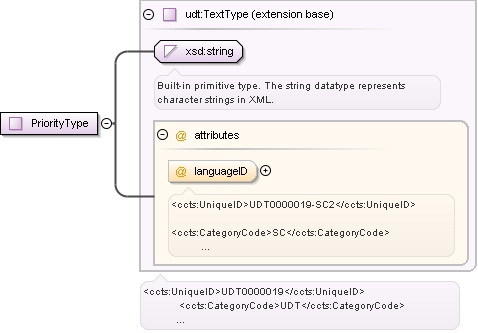 udt:TextType (extension base)
xsd:string
Built-in primitive type. The string datatype represents
character strings in XML.
PriorityType
@ attributes
@ languageID
<ccts:UniqueID>UDT0000019-SC2</ccts:UniqueID>
<ccts:CategoryCode>SC</ccts:CategoryCode>
...
<ccts:UniqueID>UDT0000019</ccts:UniqueID>
<ccts:CategoryCode>UDT</ccts:CategoryCode>
...